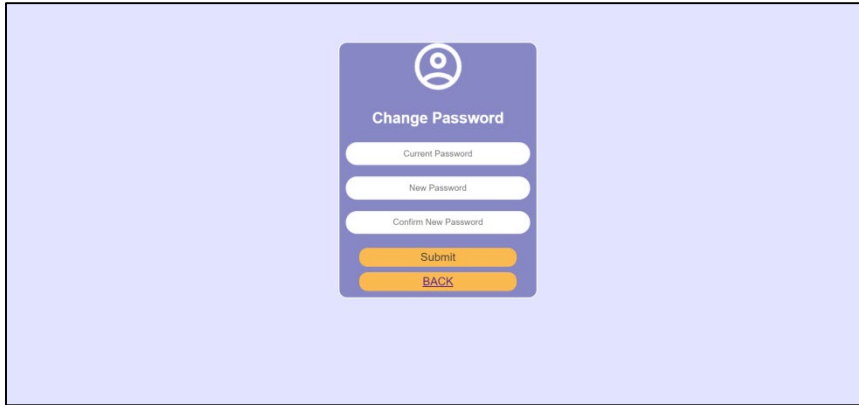 Change Password
Current Password
New Password
Confirm New Password
Submit
BACK